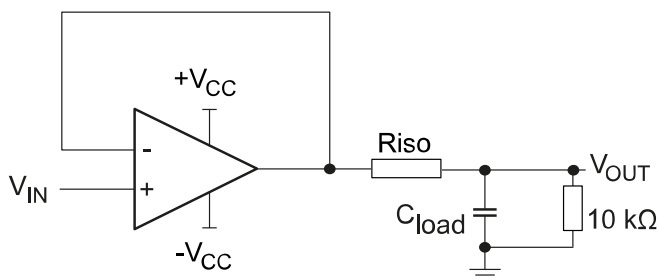 +VCC
-
Riso
VIN
+
VOUT
Cload
10 kΩ
-VCC